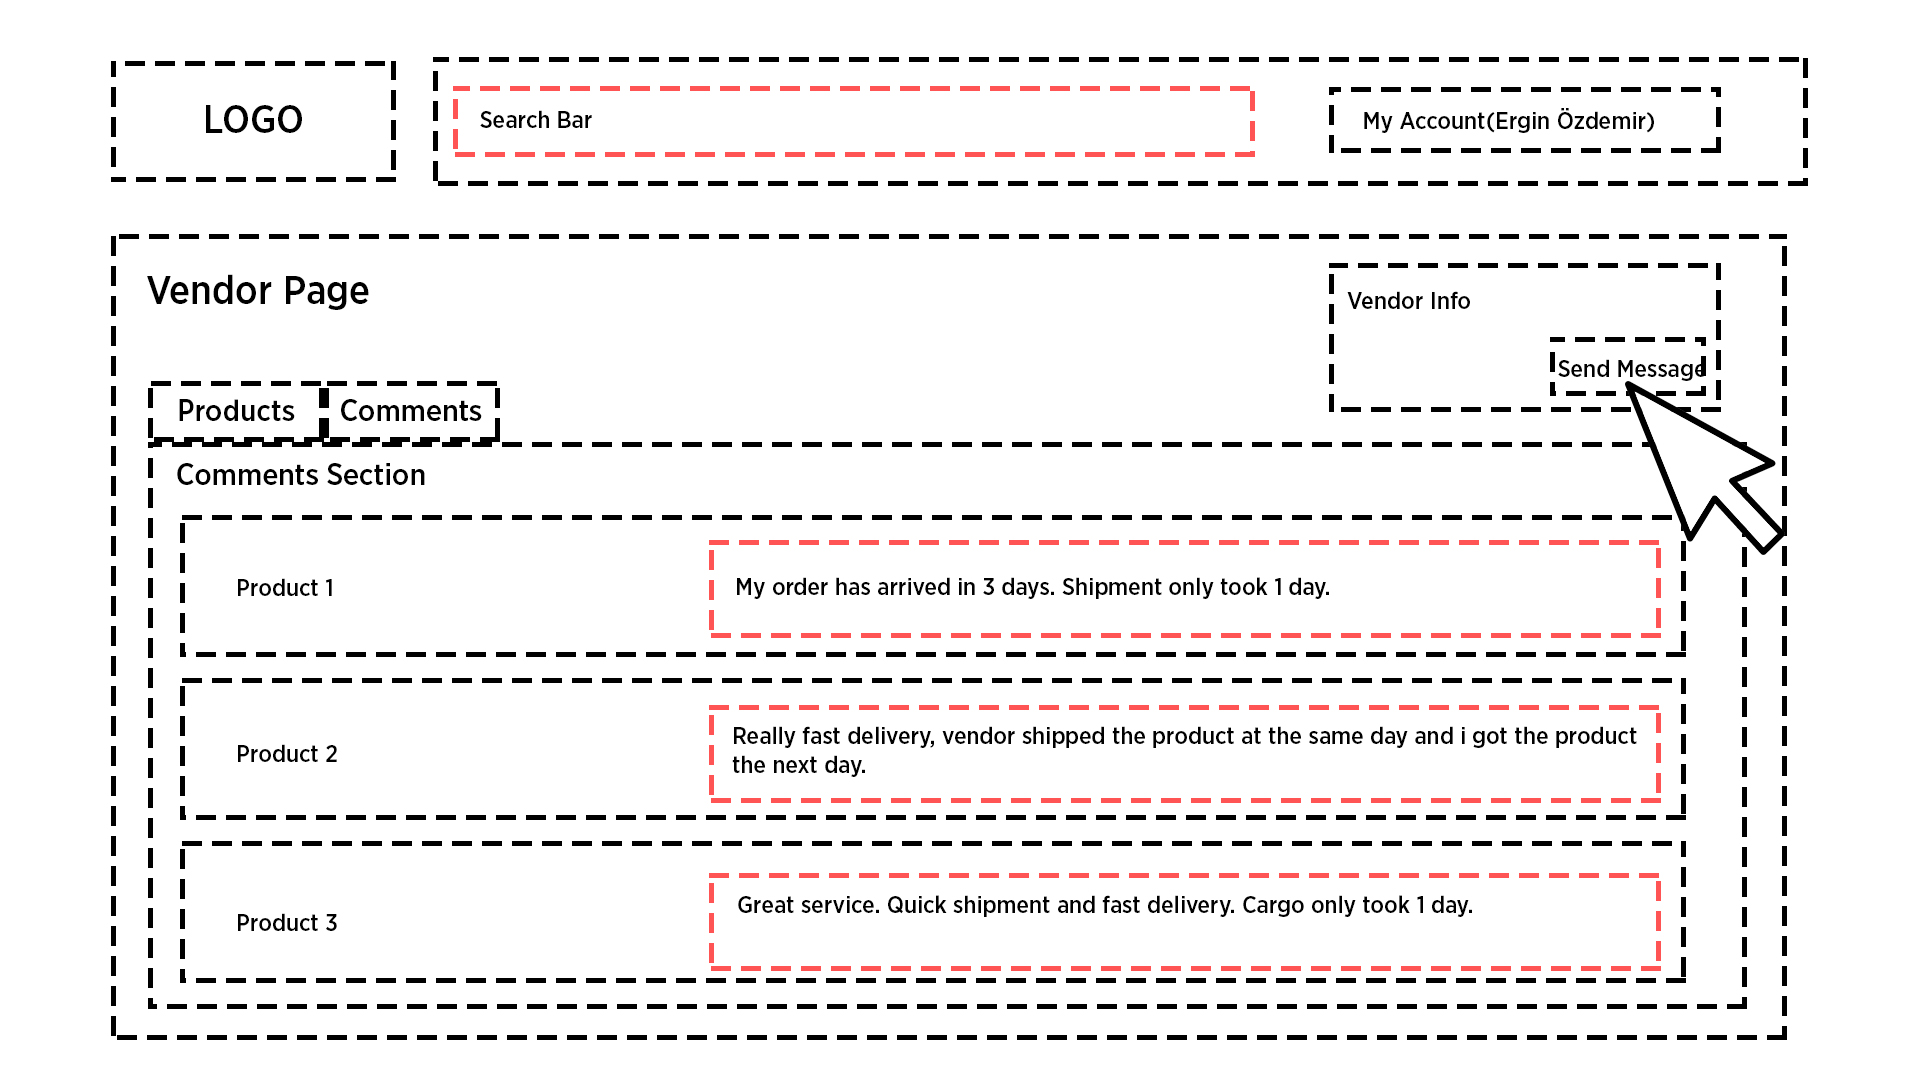 LOGO
Search Bar
My Account(Ergin Özdemir)
Vendor Page
Vendor Info
Send Message
Products
Comments
Comments Section
Product 1
My order has arrived in 3 days. Shipment only took 1 day.
Product 2
Really fast delivery, vendor shipped the product at the same day and i got the product
the next day.
Product 3
Great service. Quick shipment and fast delivery. Cargo only took 1 day.